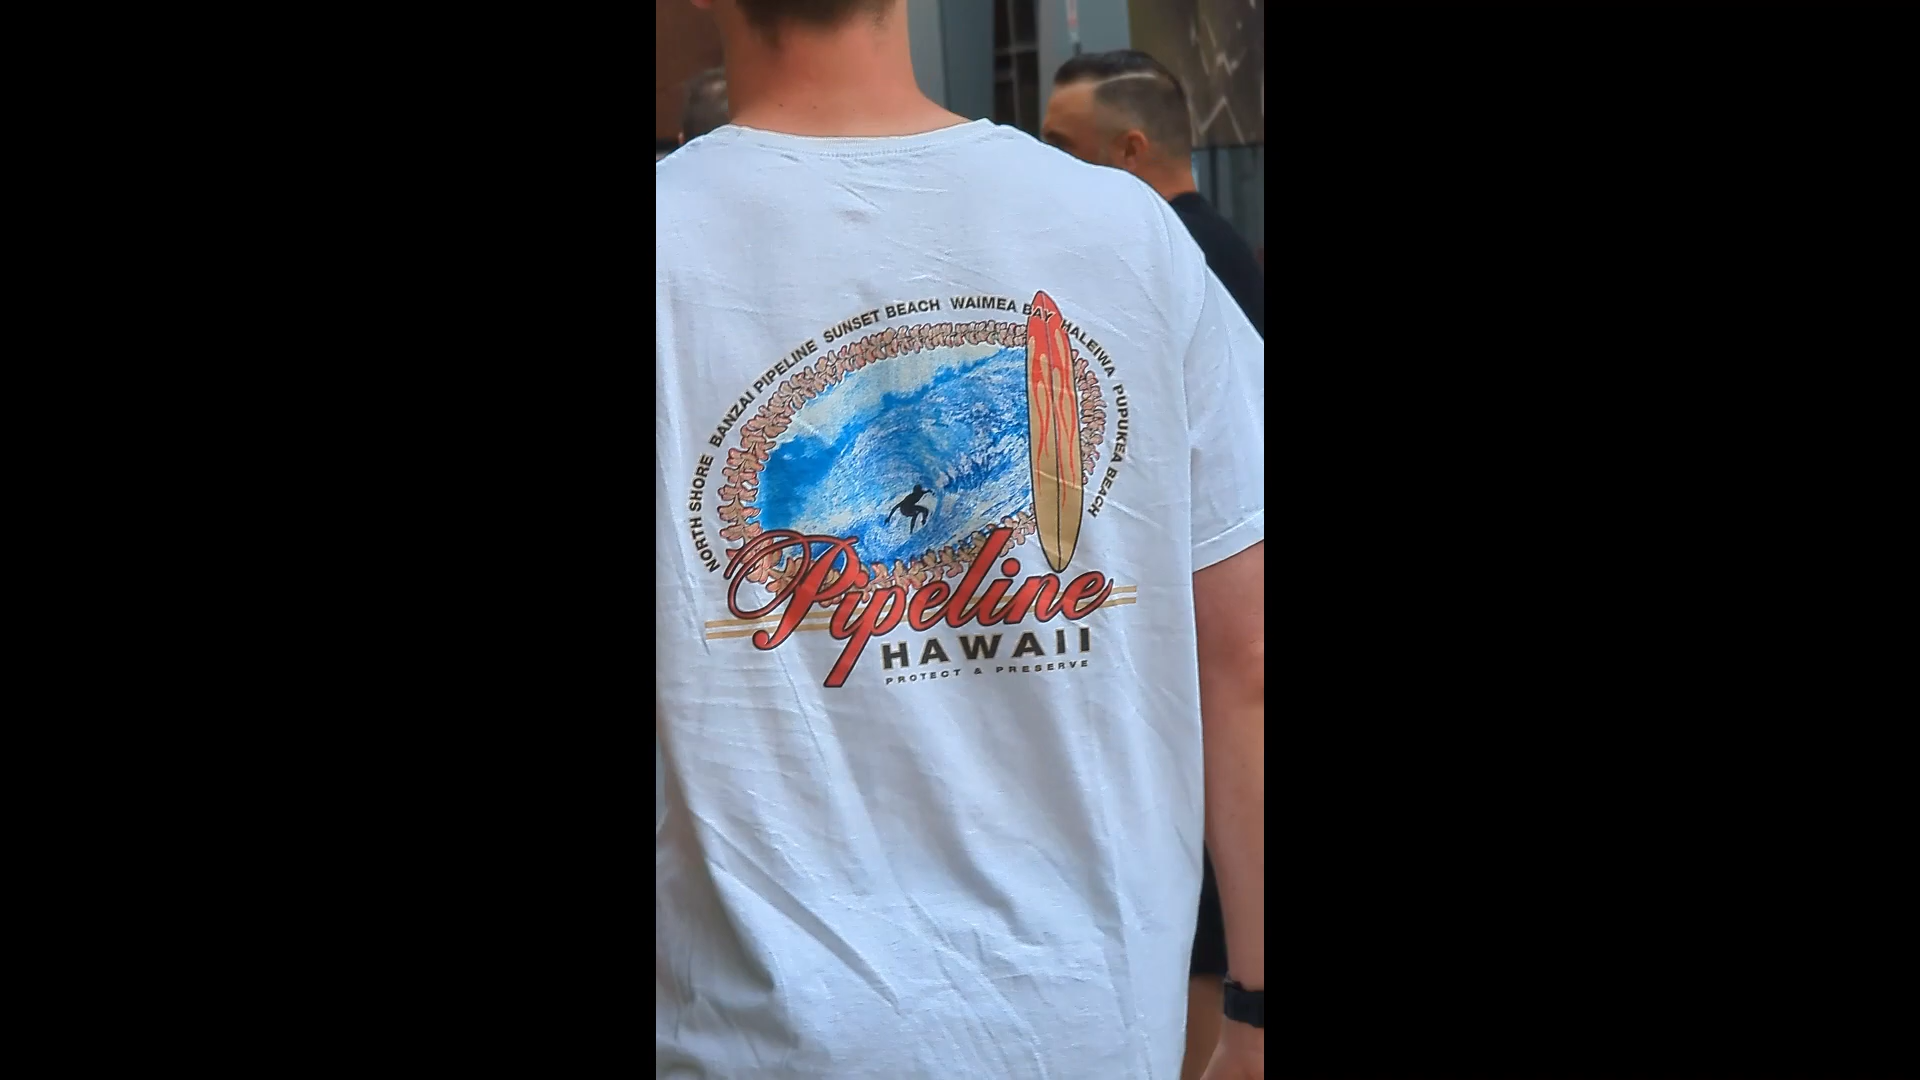 NORTH SHORE BANZAI PIPELINE SUNSET BEACH WAIMEA BAY HALEIWA PUPUKEA BEACH
Pipeline
HAWAII
PROTECT & PRESERVE